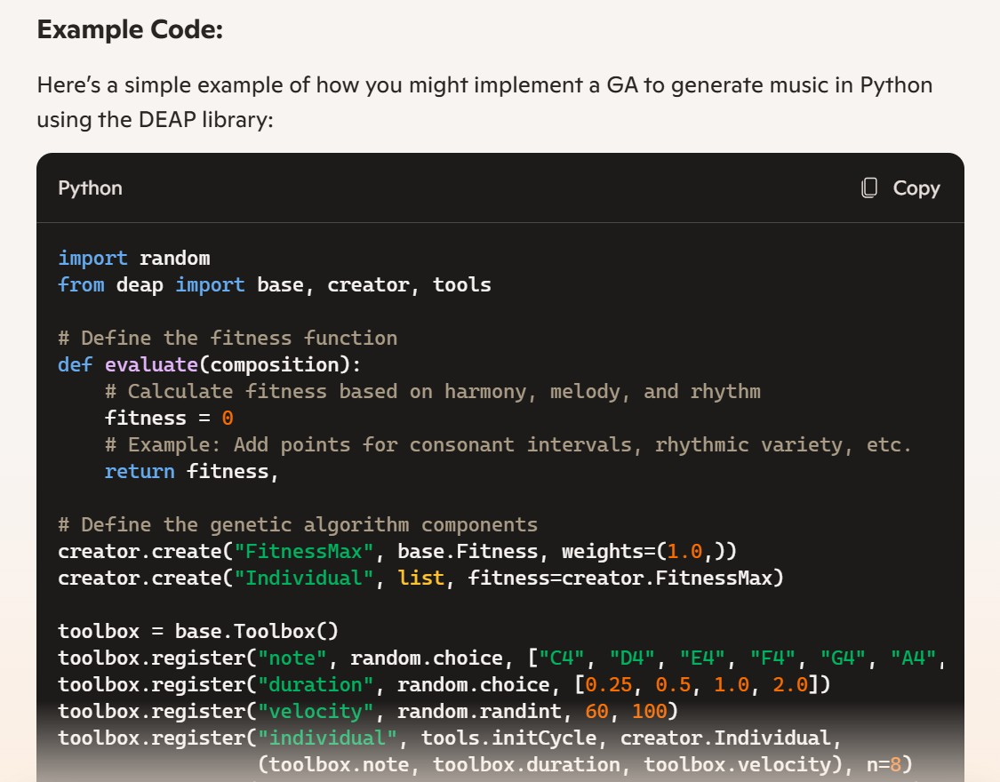 Example Code:
Here’s a simple example of how you might implement a GA to generate music in Python
using the DEAP library:
Python
Copy
import random
from deap import base, creator, tools
# Define the fitness function
def evaluate(composition):
    # Calculate fitness based on harmony, melody, and rhythm
    fitness = 0
    # Example: Add points for consonant intervals, rhythmic variety, etc.
    return fitness,
# Define the genetic algorithm components
creator.create("FitnessMax", base.Fitness, weights=(1.0,))
creator.create("Individual", list, fitness=creator.FitnessMax)
toolbox = base.Toolbox()
toolbox.register("note", random.choice, ["C4", "D4", "E4", "F4", "G4", "A4",
toolbox.register("duration", random.choice, [0.25, 0.5, 1.0, 2.0])
toolbox.register("velocity", random.randint, 60, 100)
toolbox.register("individual", tools.initCycle, creator.Individual,
                 (toolbox.note, toolbox.duration, toolbox.velocity), n=8)